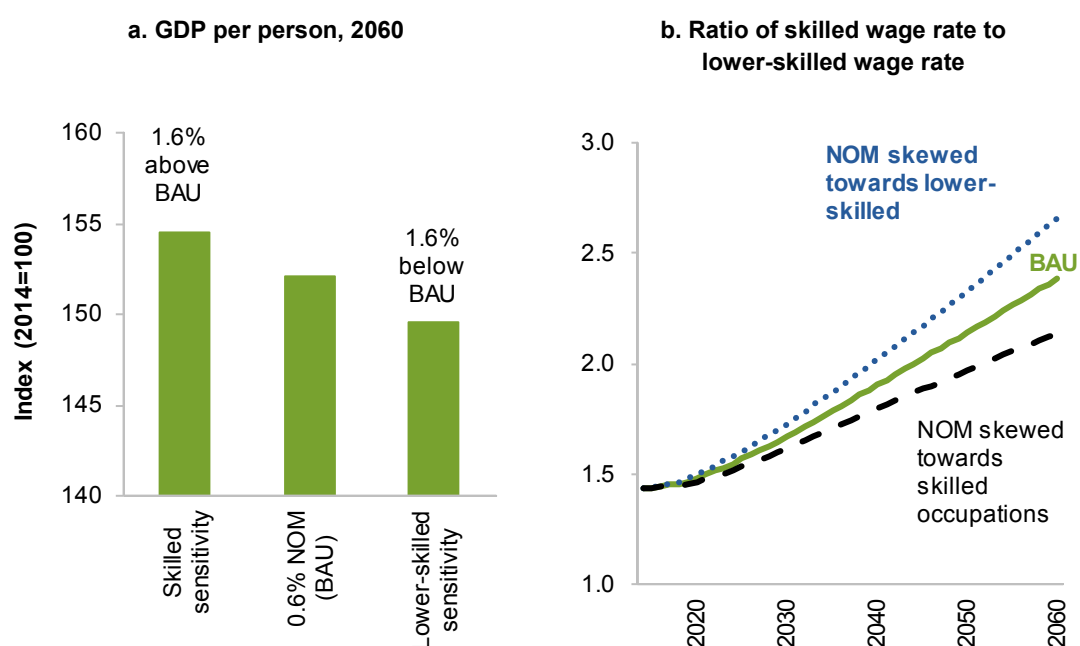 a. GDP per person, 2060
Index (2014=100)
160
155
150
145
140
1.6%
above
BAU
1.6%
below
BAU
Skilled
sensitivity
0.6% NOM
(BAU)
Lower-skilled
sensitivity
b. Ratio of skilled wage rate to
lower-skilled wage rate
3.0
2.5
2.0
1.5
1.0
NOM skewed
towards lower-
skilled
BAU
NOM skewed
towards
skilled
occupations
2020
2030
2040
2050
2060